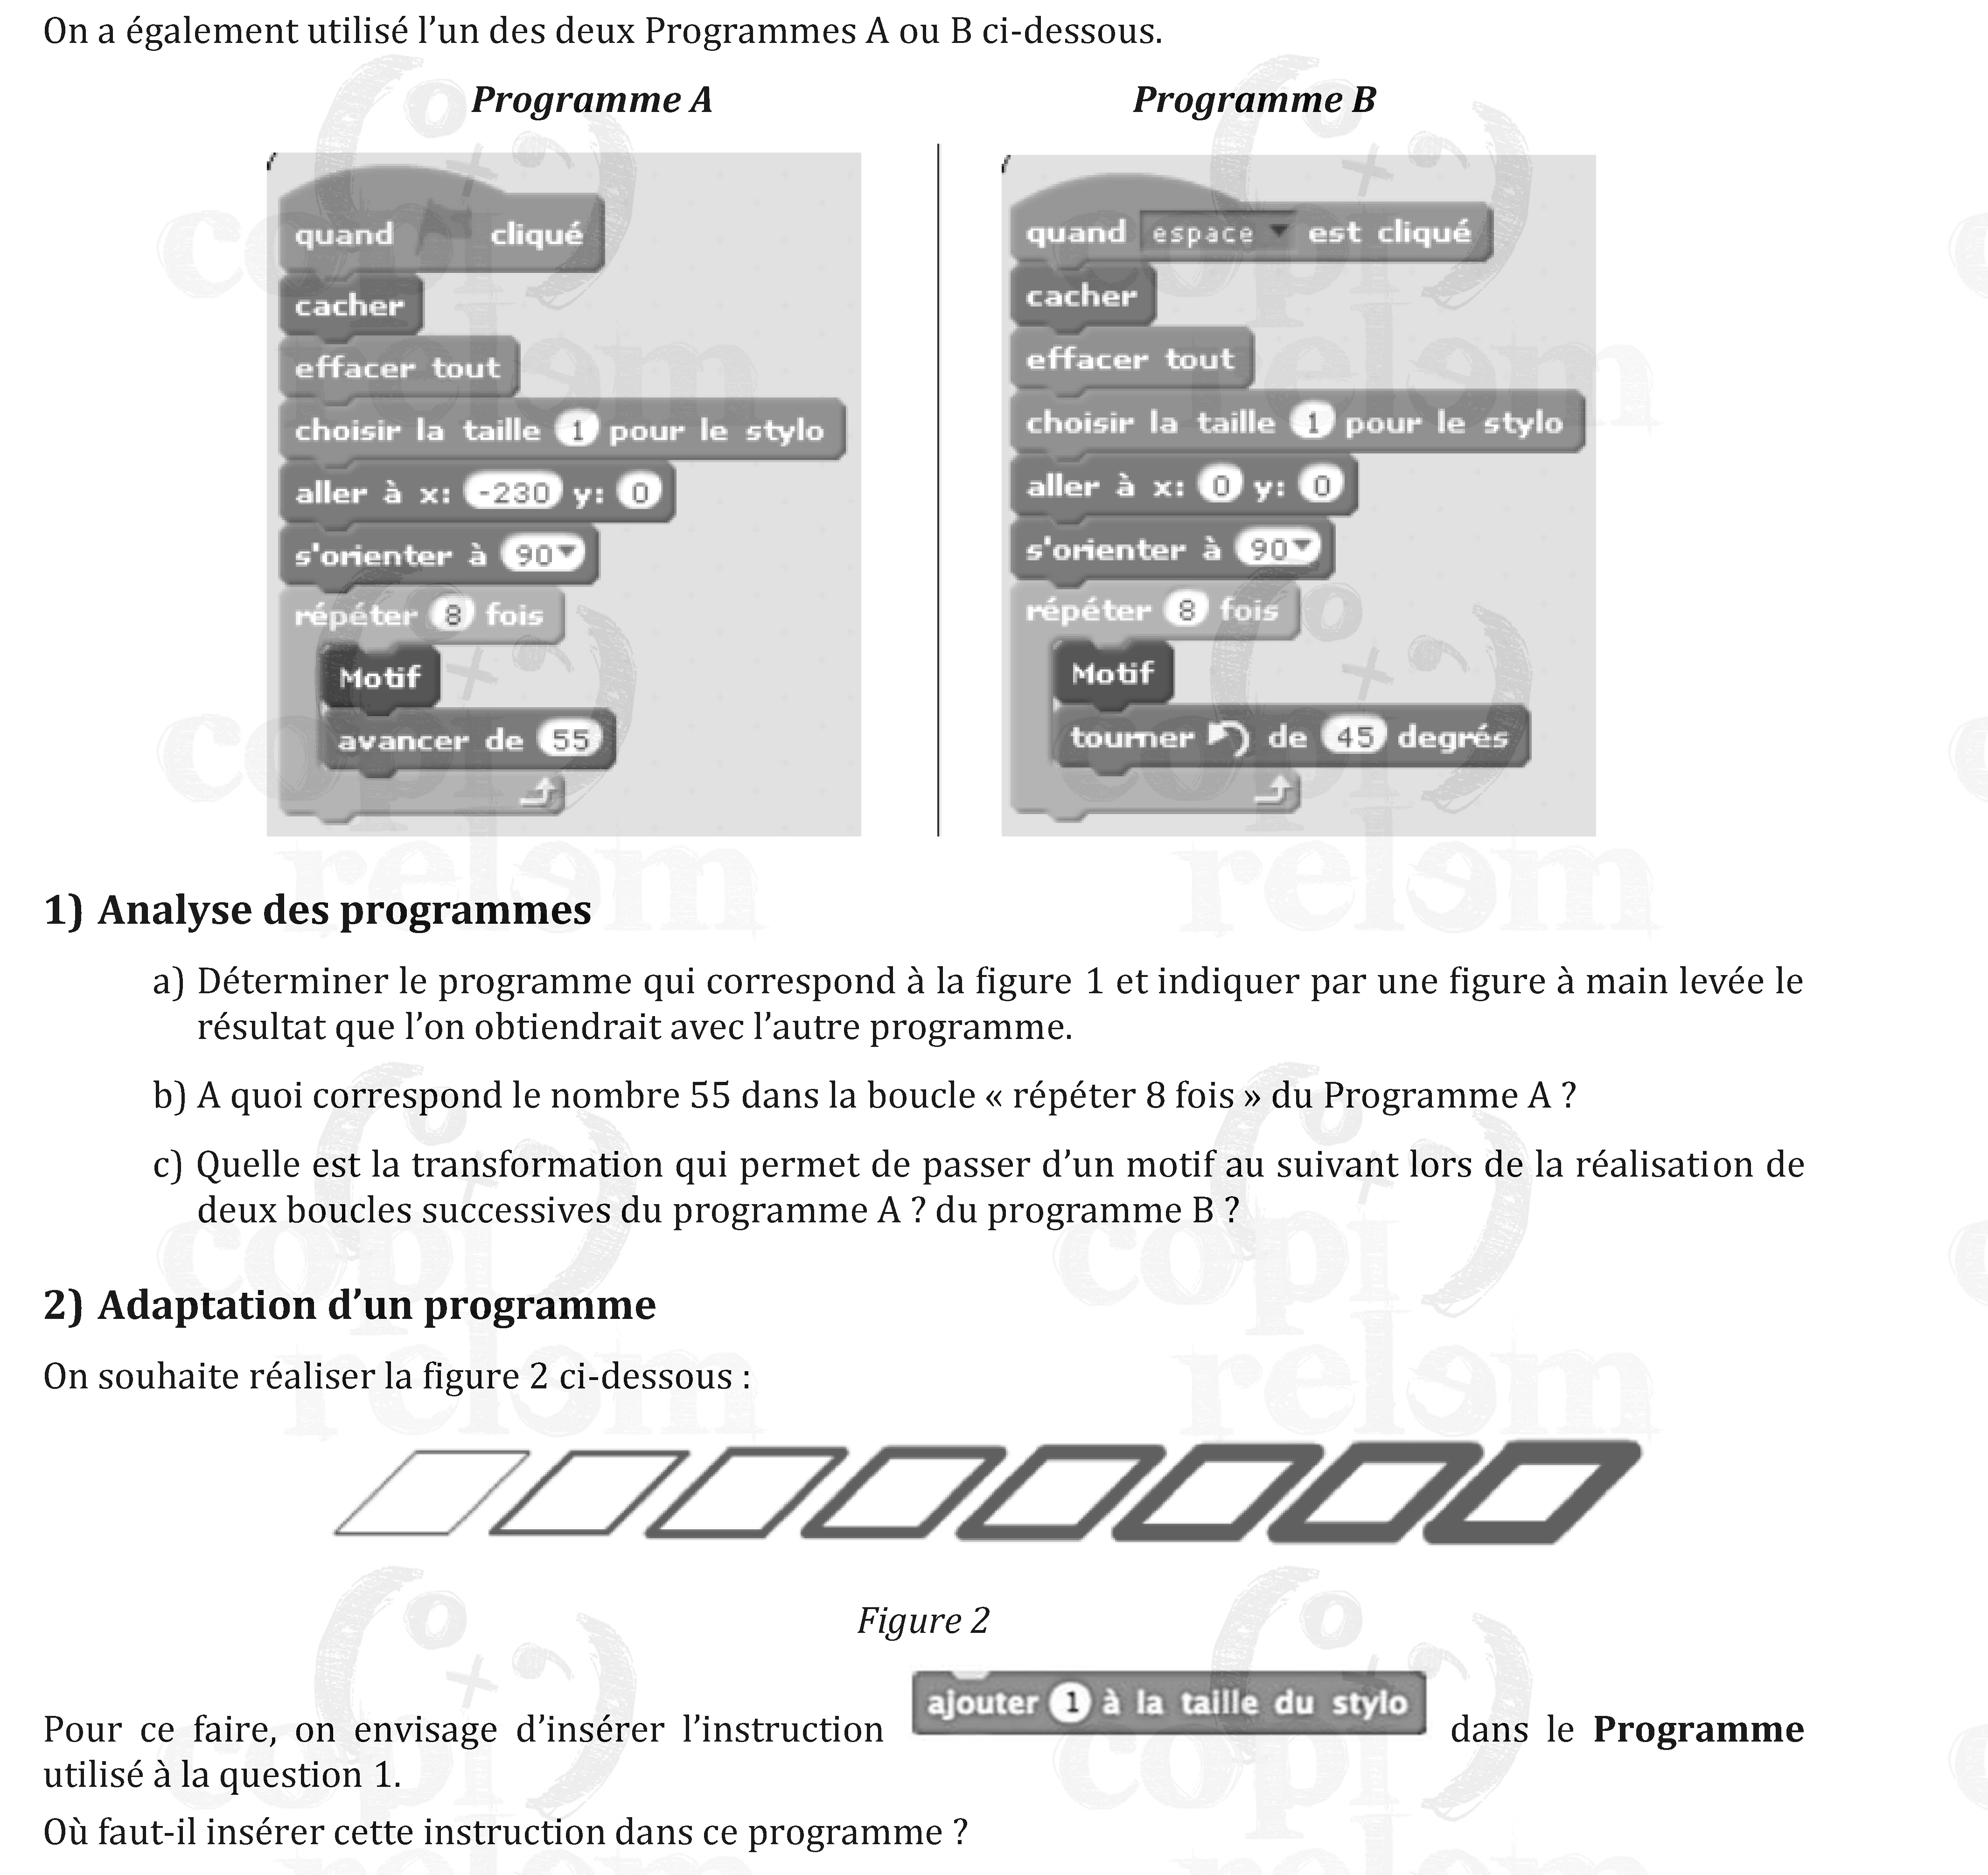 On a également utilisé l’un des deux Programmes A ou B ci-dessous.
Programme A
Programme B
quand cliqué
cacher
effacer tout
choisir la taille 1 pour le stylo
aller à x: -230 y: 0
s'orienter à 90
répéter 8 fois
Motif
avancer de 55
quand espace est cliqué
cacher
effacer tout
choisir la taille 1 pour le stylo
aller à x: 0 y: 0
s'orienter à 90
répéter 8 fois
Motif
tourner de 45 degrés
1) Analyse des programmes
a) Déterminer le programme qui correspond à la figure 1 et indiquer par une figure à main levée le
résultat que l’on obtiendrait avec l’autre programme.
b) A quoi correspond le nombre 55 dans la boucle « répéter 8 fois » du Programme A ?
c) Quelle est la transformation qui permet de passer d’un motif au suivant lors de la réalisation de
deux boucles successives du programme A ? du programme B ?
2) Adaptation d’un programme
On souhaite réaliser la figure 2 ci-dessous :
Figure 2
Pour ce faire, on envisage d’insérer l’instruction ajouter 1 à la taille du stylo dans le Programme
utilisé à la question 1.
Où faut-il insérer cette instruction dans ce programme ?